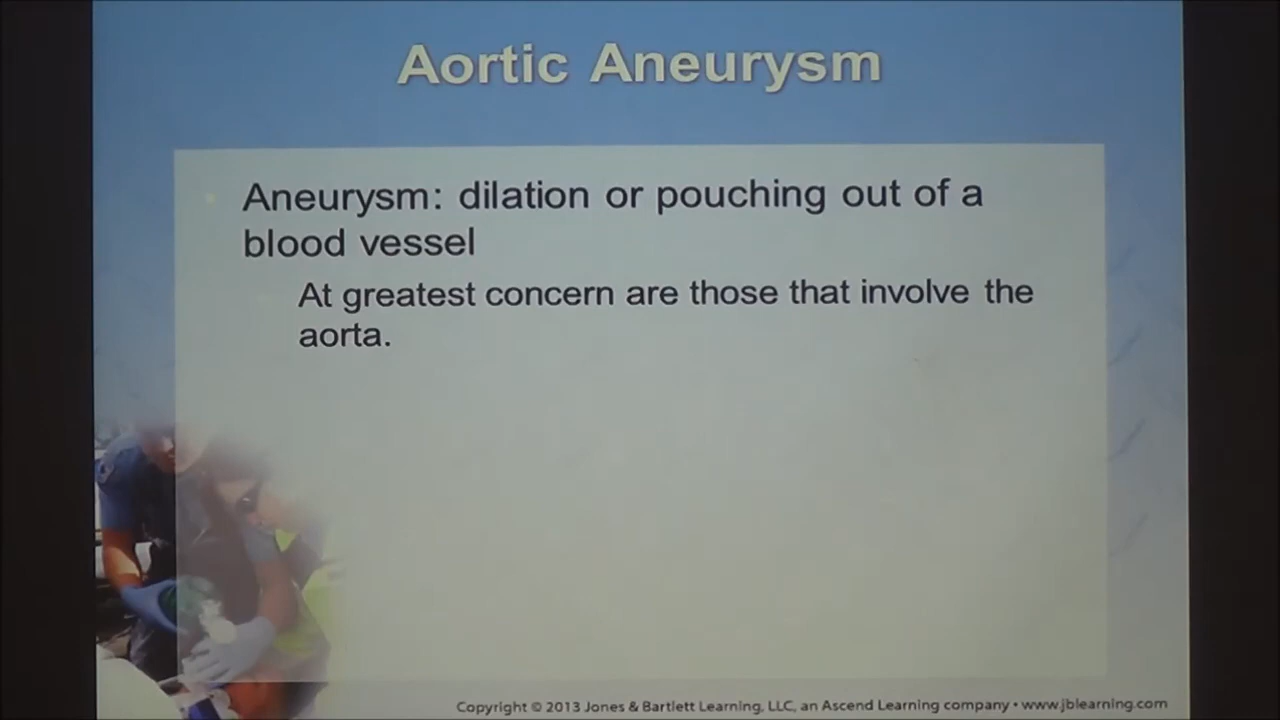 Aortic Aneurysm
Aneurysm: dilation or pouching out of a
blood vessel
At greatest concern are those that involve the
aorta.
Copyright © 2013 Jones & Bartlett Learning, LLC, an Ascend Learning company • www.jblearning.com